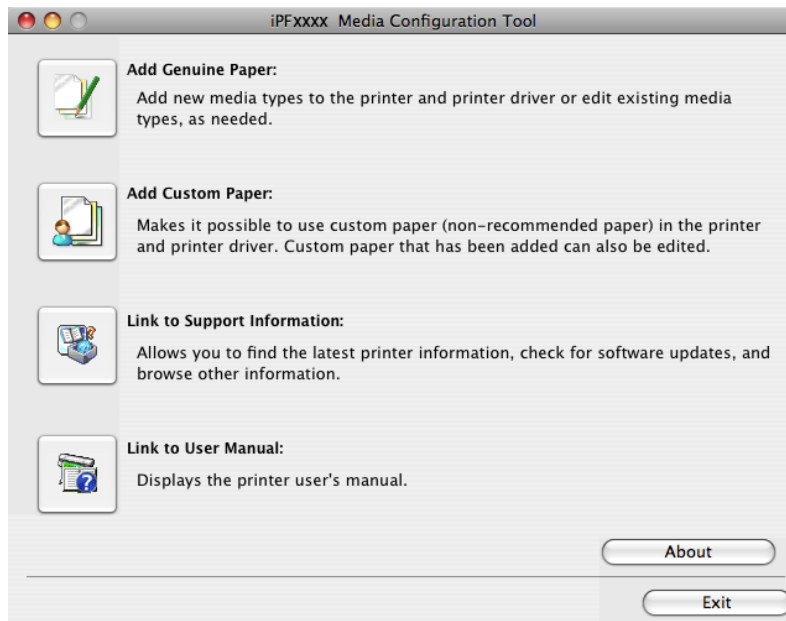 iPFxxxx Media Configuration Tool
Add Genuine Paper:
Add new media types to the printer and printer driver or edit existing media
types, as needed.
Add Custom Paper:
Makes it possible to use custom paper (non-recommended paper) in the printer
and printer driver. Custom paper that has been added can also be edited.
Link to Support Information:
Allows you to find the latest printer information, check for software updates, and
browse other information.
Link to User Manual:
Displays the printer user's manual.
About
Exit